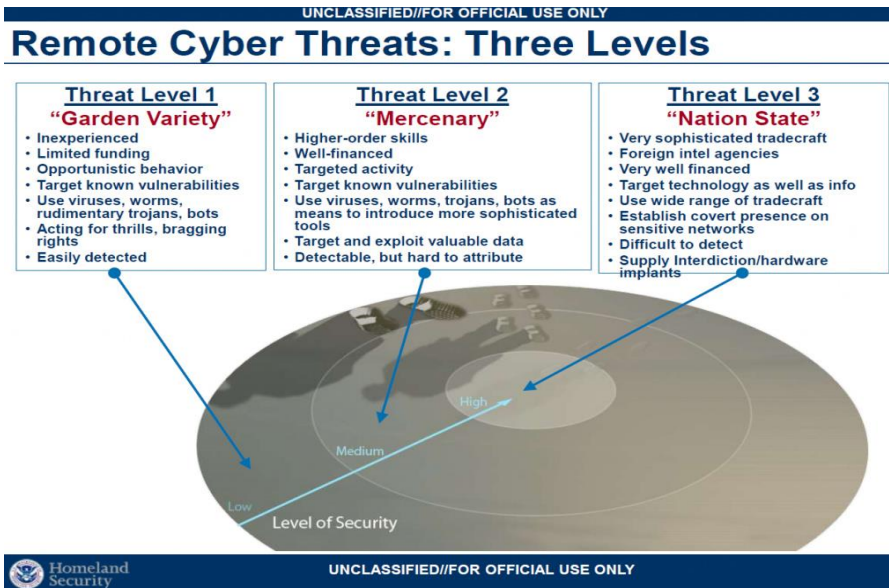 UNCLASSIFIED//FOR OFFICIAL USE ONLY
Remote Cyber Threats: Three Levels
Threat Level 1
“Garden Variety”
• Inexperienced
• Limited funding
• Opportunistic behavior
• Target known vulnerabilities
• Use viruses, worms,
rudimentary trojans, bots
• Acting for thrills, bragging
rights
• Easily detected
Threat Level 2
“Mercenary”
• Higher-order skills
• Well-financed
• Targeted activity
• Target known vulnerabilities
• Use viruses, worms, trojans, bots as
means to introduce more sophisticated
tools
• Target and exploit valuable data
• Detectable, but hard to attribute
Threat Level 3
“Nation State”
• Very sophisticated tradecraft
• Foreign intel agencies
• Very well financed
• Target technology as well as info
• Use wide range of tradecraft
• Establish covert presence on
sensitive networks
• Difficult to detect
• Supply Interdiction/hardware
implants
High
Medium
Low
Level of Security
Homeland
Security
UNCLASSIFIED//FOR OFFICIAL USE ONLY